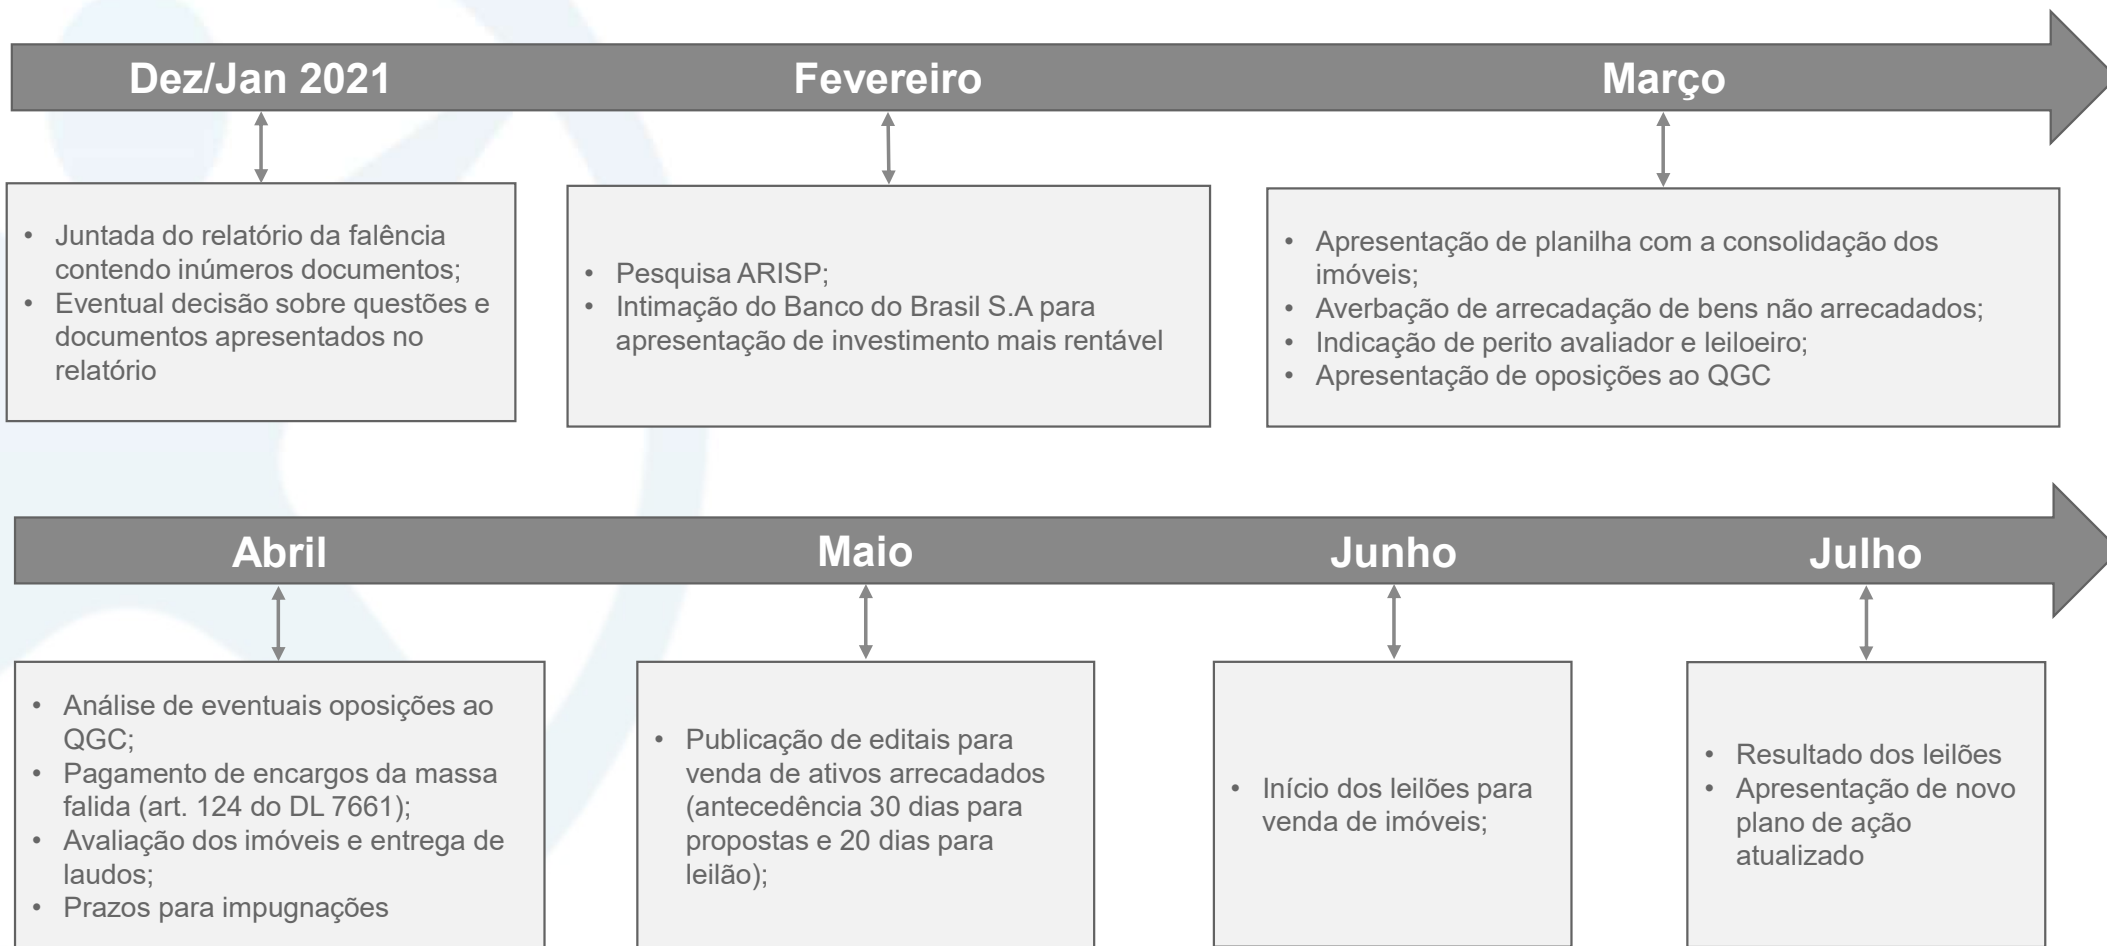 Dez/Jan 2021
Fevereiro
Março
• Juntada do relatório da falência
contendo inúmeros documentos;
• Eventual decisão sobre questões e
documentos apresentados no
relatório
• Pesquisa ARISP;
• Intimação do Banco do Brasil S.A para
apresentação de investimento mais rentável
• Apresentação de planilha com a consolidação dos
imóveis;
• Averbação de arrecadação de bens não arrecadados;
• Indicação de perito avaliador e leiloeiro;
• Apresentação de oposições ao QGC
Abril
Maio
Junho
Julho
• Análise de eventuais oposições ao
QGC;
• Pagamento de encargos da massa
falida (art. 124 do DL 7661);
• Avaliação dos imóveis e entrega de
laudos;
• Prazos para impugnações
• Publicação de editais para
venda de ativos arrecadados
(antecedência 30 dias para
propostas e 20 dias para
leilão);
• Início dos leilões para
venda de imóveis;
• Resultado dos leilões
• Apresentação de novo
plano de ação
atualizado